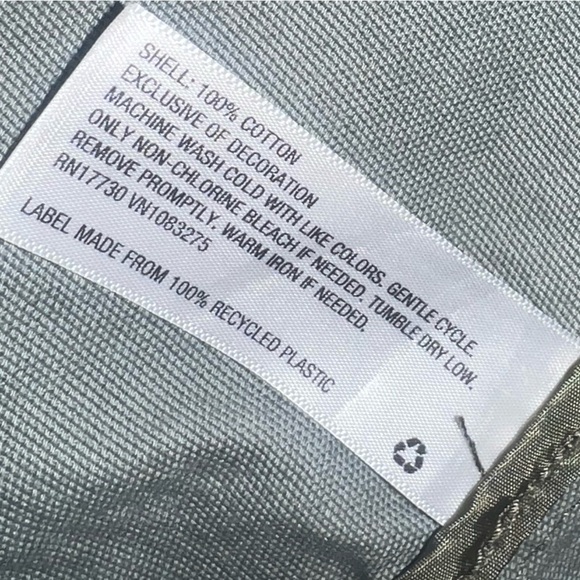 SHELL: 100% COTTON
EXCLUSIVE OF DECORATION
MACHINE WASH COLD WITH LIKE COLORS. GENTLE CYCLE.
ONLY NON-CHLORINE BLEACH IF NEEDED. TUMBLE DRY LOW.
REMOVE PROMPTLY. WARM IRON IF NEEDED.
RN17730 VN1063275
LABEL MADE FROM 100% RECYCLED PLASTIC